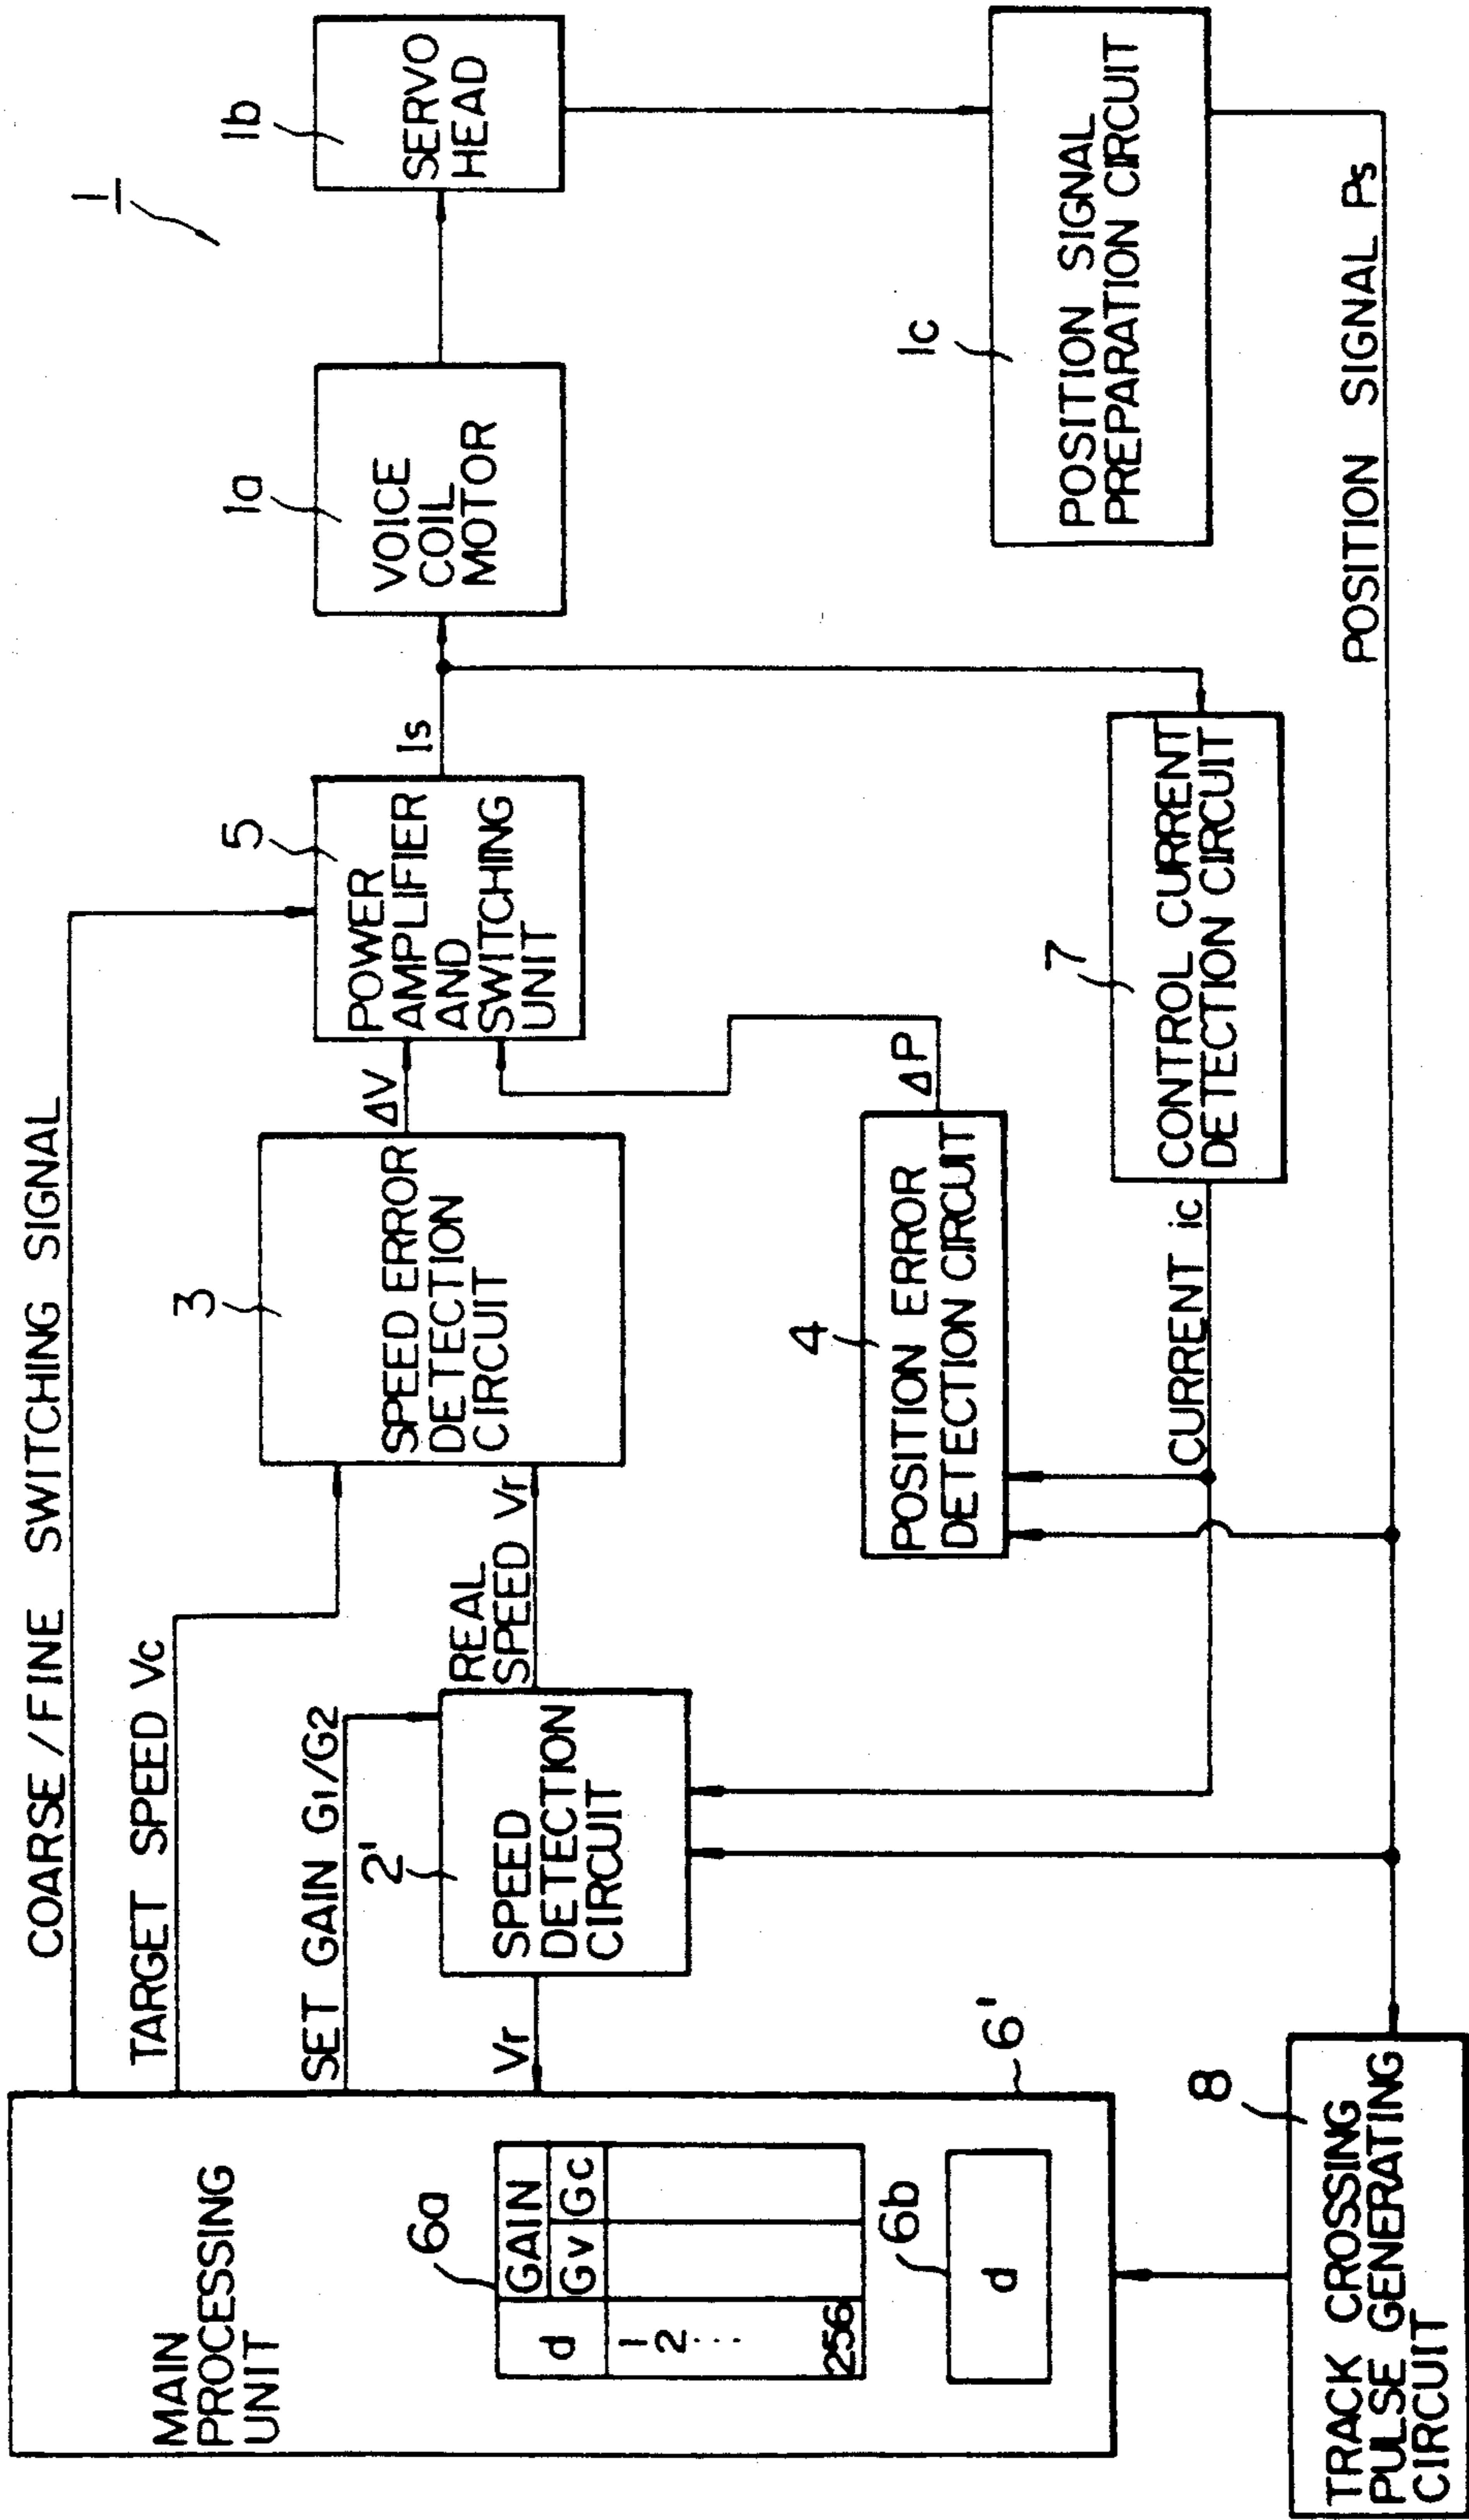 COARSE/FINE SWITCHING SIGNAL
TARGET SPEED Vc
SET GAIN G1/G2
MAIN
PROCESSING
UNIT
6a
d
GAIN
Gv
Gc
1
2
⋮
256
6b
d
6'
Vr
2'
SPEED
DETECTION
CIRCUIT
REAL
SPEED Vr
3
SPEED ERROR
DETECTION
CIRCUIT
ΔV
5
POWER
AMPLIFIER
AND
SWITCHING
UNIT
Is
1
1a
VOICE
COIL
MOTOR
1b
SERVO
HEAD
4
POSITION ERROR
DETECTION CIRCUIT
ΔP
1c
POSITION SIGNAL
PREPARATION CIRCUIT
7
CONTROL CURRENT
DETECTION CIRCUIT
CURRENT ic
POSITION SIGNAL Ps
8
TRACK CROSSING
PULSE GENERATING
CIRCUIT